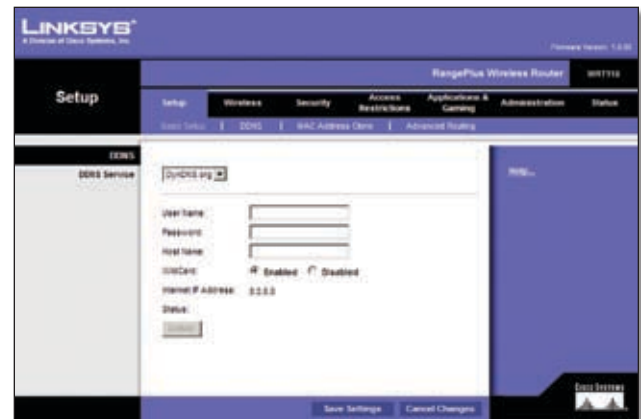 LINKSYS®
A Division of Cisco Systems, Inc.
Firmware Version: 1.0.00
RangePlus Wireless Router
WRT110
Setup
Setup Wireless Security Access Restrictions Applications & Gaming Administration Status
Basic Setup | DDNS | MAC Address Clone | Advanced Routing
DDNS
DDNS Service
DynDNS.org
Help...
User Name:
Password:
Host Name:
WildCard: Enabled Disabled
Internet IP Address: 0.0.0.0
Status:
Update
Save Settings Cancel Changes
Cisco Systems